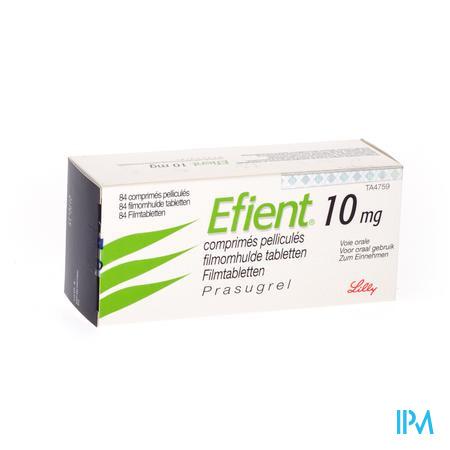 Efient 10 mg
TA4759
84 comprimés pelliculés
84 filmomhulde tabletten
84 Filmtabletten
Efient® 10 mg
comprimés pelliculés
filmomhulde tabletten
Filmtabletten
Prasugrel
Voie orale
Voor oraal gebruik
Zum Einnehmen
Lilly
IPM